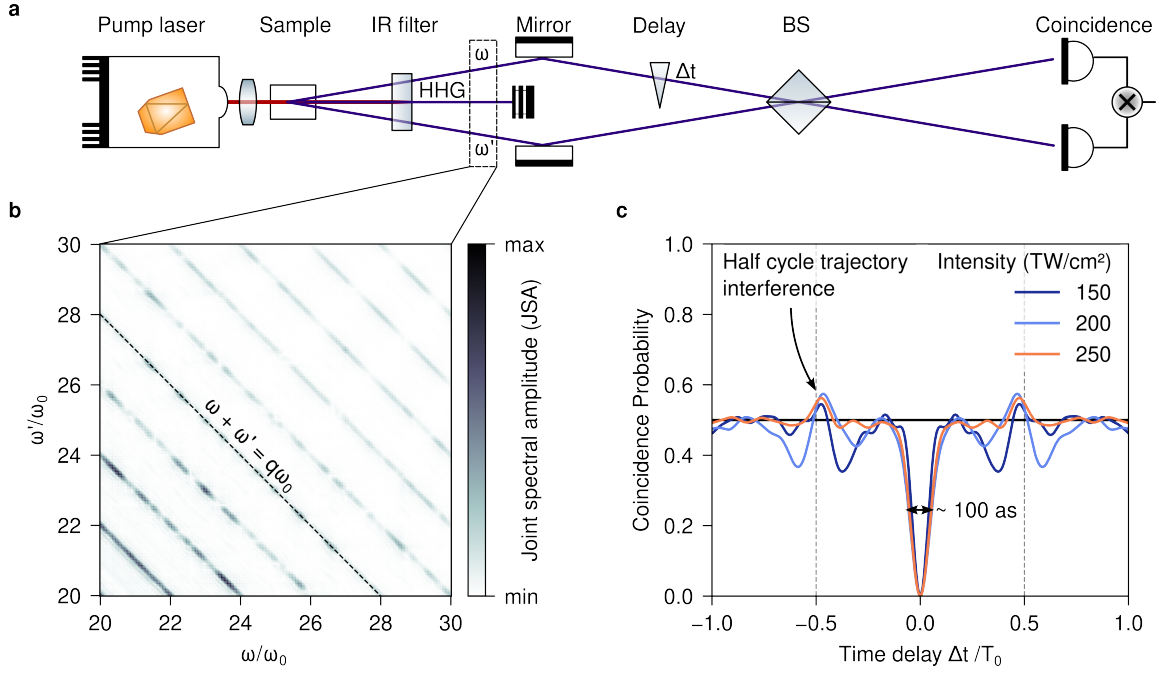 a
Pump laser
Sample
IR filter
Mirror
Delay
BS
Coincidence
ω
HHG
Δt
ω'
b
30
28
26
24
22
20
ω'/ω₀
20
22
24
26
28
30
ω/ω₀
ω + ω' = qω₀
max
min
Joint spectral amplitude (JSA)
c
1.0
0.8
0.6
0.4
0.2
0.0
Coincidence Probability
Half cycle trajectory
interference
Intensity (TW/cm²)
150
200
250
~ 100 as
−1.0
−0.5
0.0
0.5
1.0
Time delay Δt /T₀